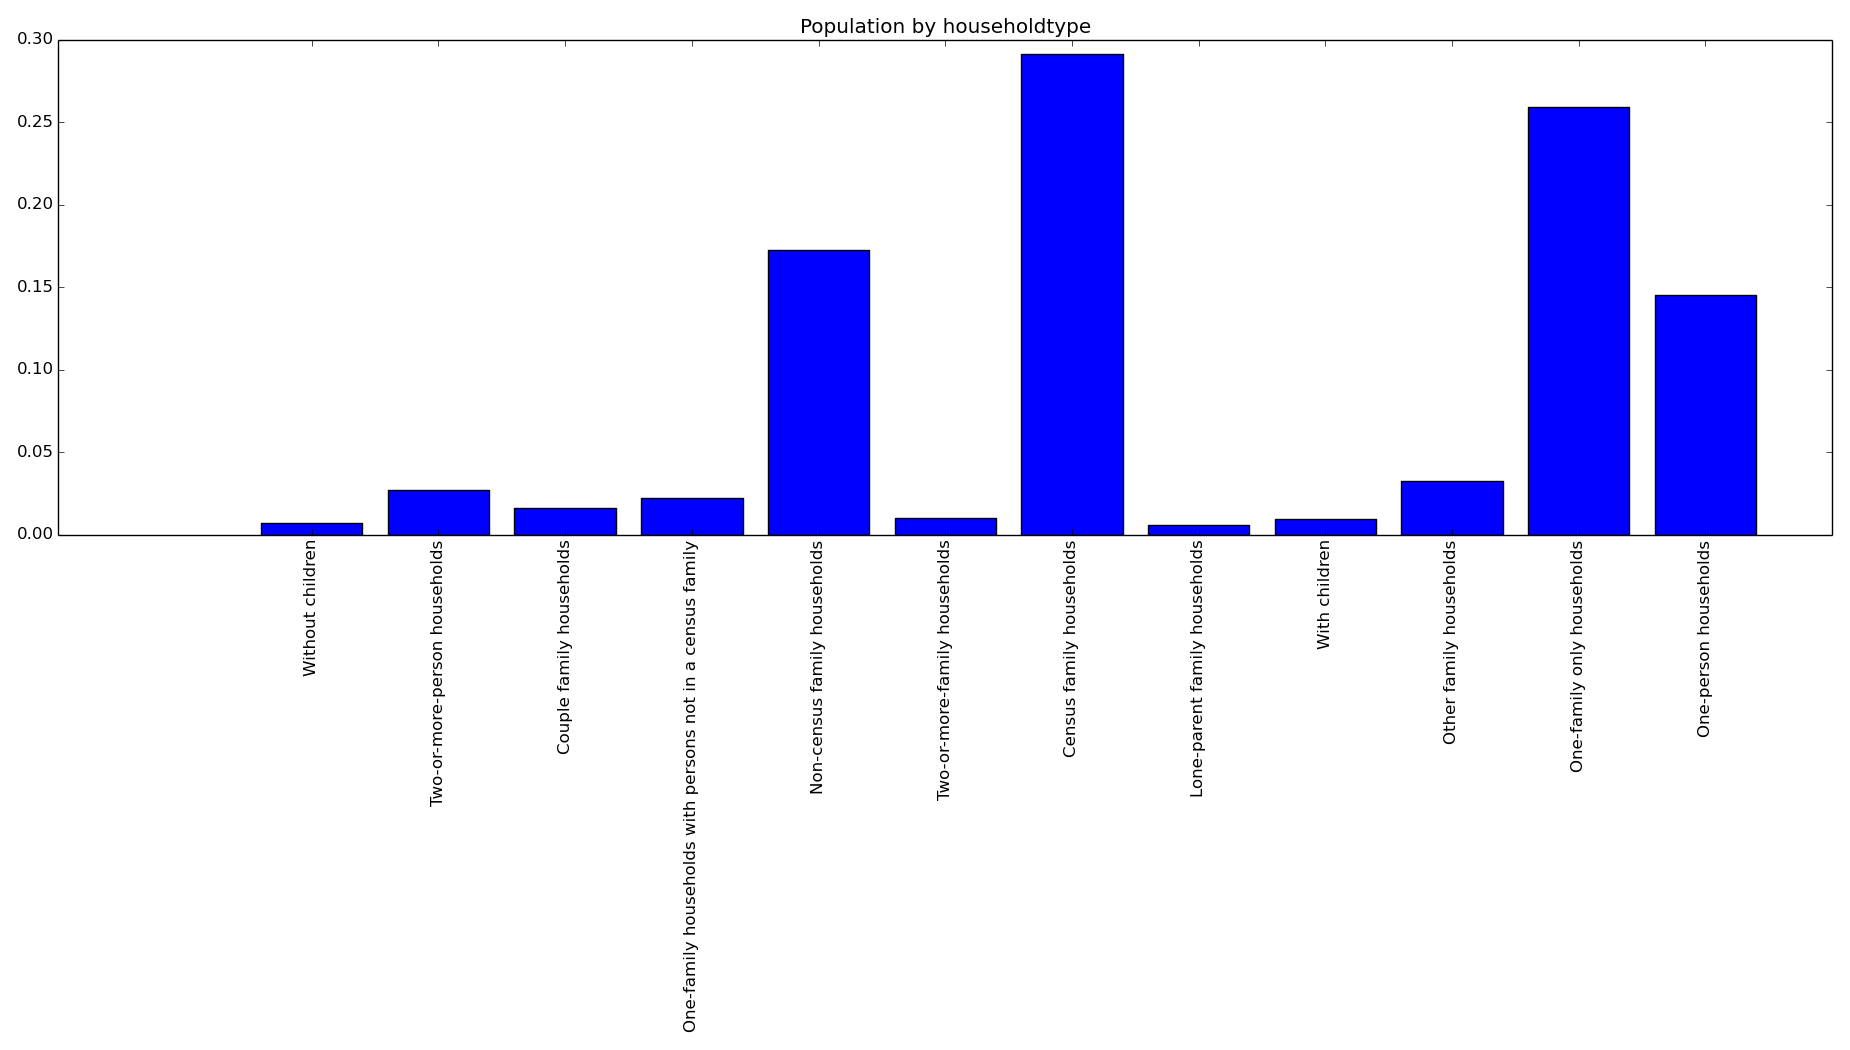 Population by householdtype
0.30
0.25
0.20
0.15
0.10
0.05
0.00
Without children
Two-or-more-person households
Couple family households
One-family households with persons not in a census family
Non-census family households
Two-or-more-family households
Census family households
Lone-parent family households
With children
Other family households
One-family only households
One-person households